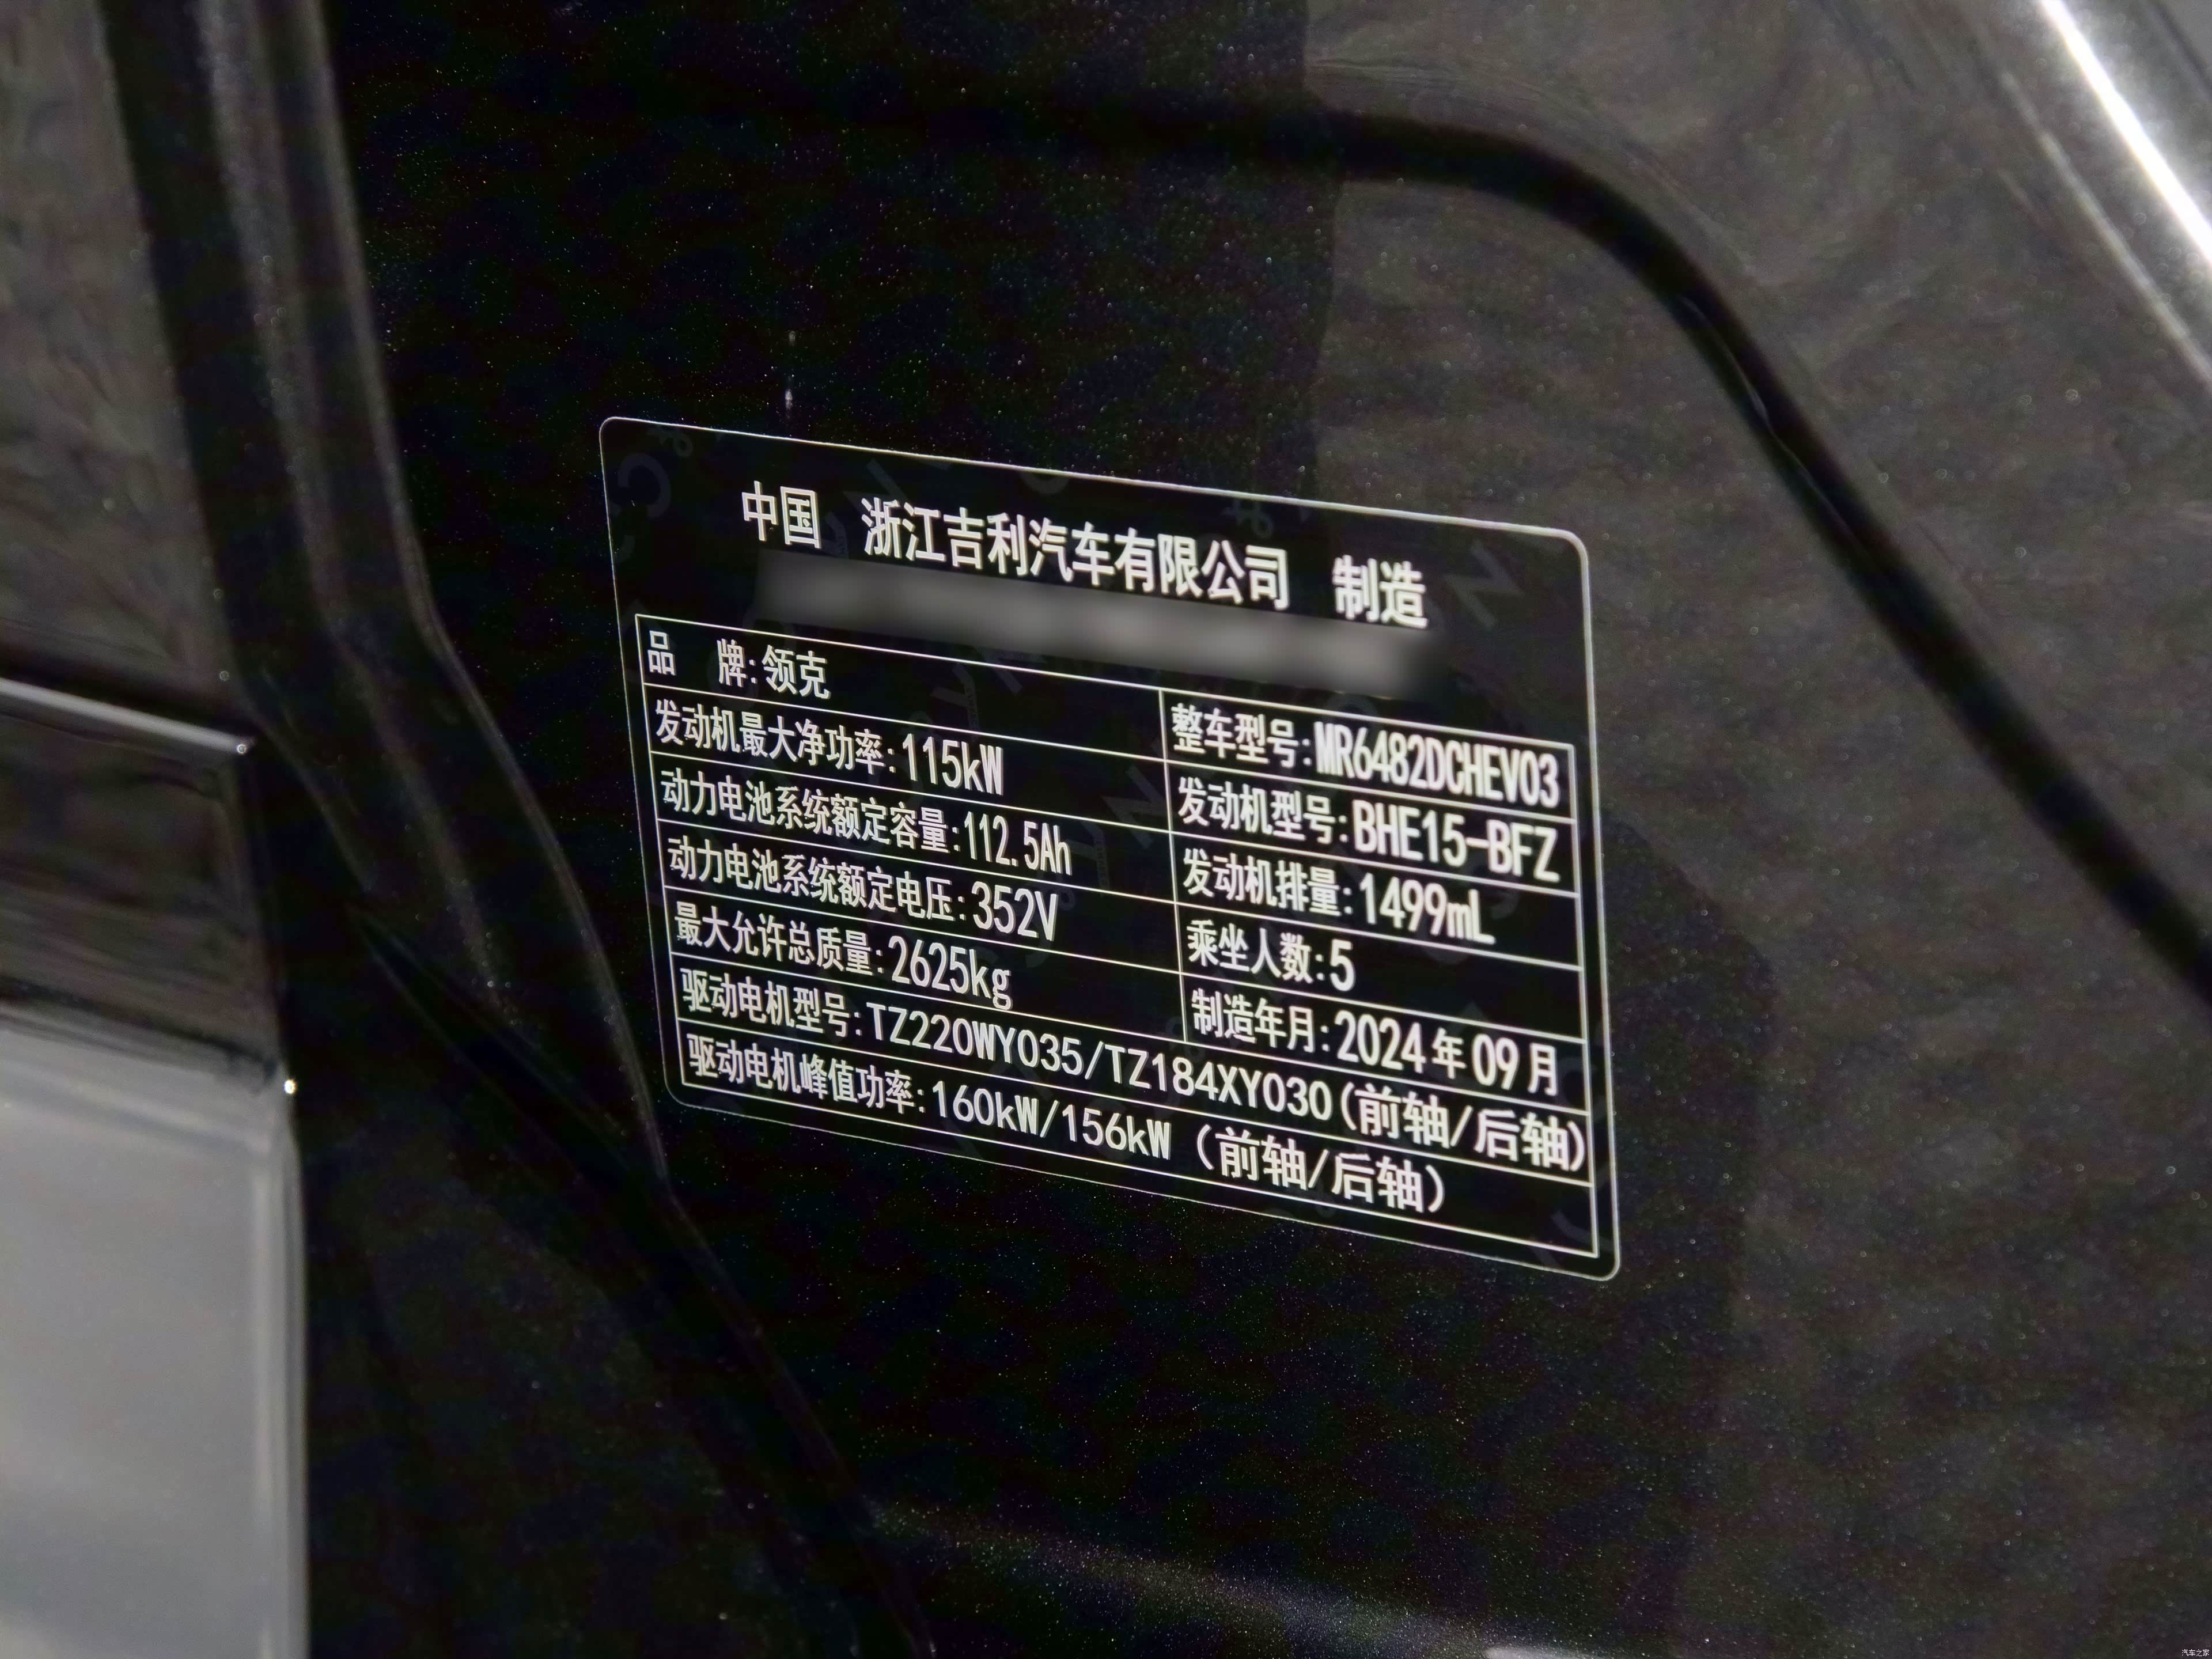 中国 浙江吉利汽车有限公司 制造
品 牌:领克 整车型号:MR6482DCHEV03
发动机最大净功率:115kW 发动机型号:BHE15-BFZ
动力电池系统额定容量:112.5Ah 发动机排量:1499mL
动力电池系统额定电压:352V 乘坐人数:5
最大允许总质量:2625kg 制造年月:2024年09月
驱动电机型号:TZ220WY035/TZ184XY030(前轴/后轴)
驱动电机峰值功率:160kW/156kW (前轴/后轴)
汽车之家